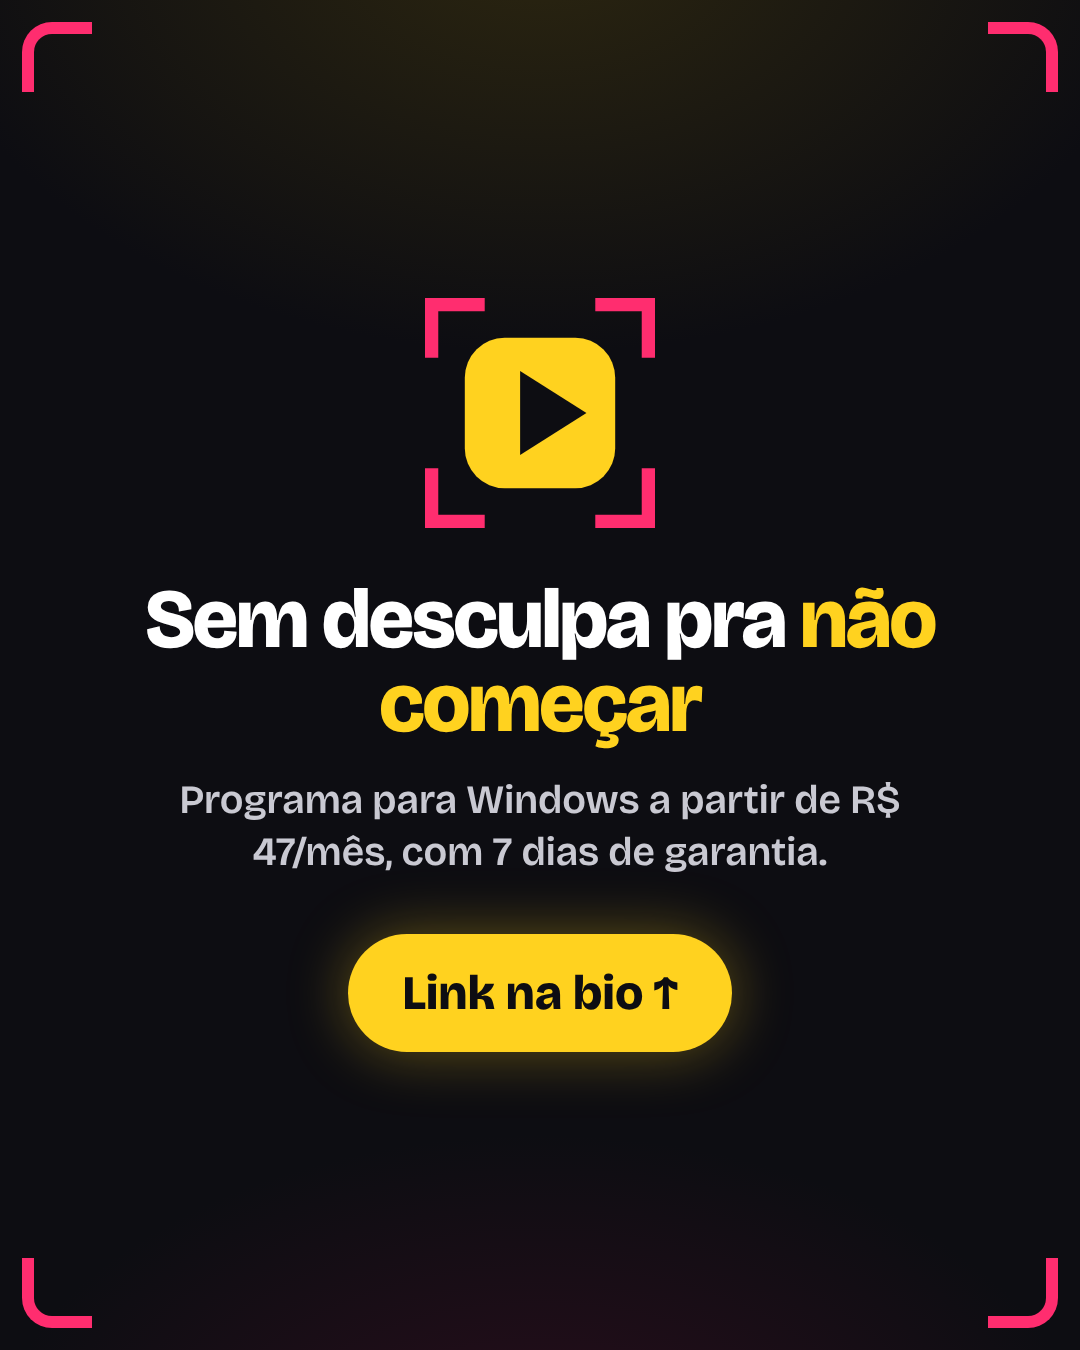 Sem desculpa pra não
começar
Programa para Windows a partir de R$
47/mês, com 7 dias de garantia.
Link na bio ↑